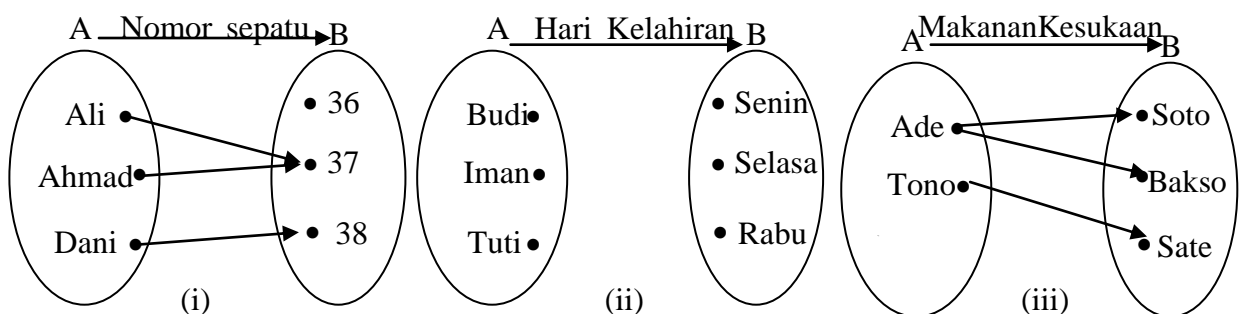 A Nomor sepatu B
Ali
Ahmad
Dani
36
37
38
(i)
A Hari Kelahiran B
Budi
Iman
Tuti
Senin
Selasa
Rabu
(ii)
A MakananKesukaan B
Ade
Tono
Soto
Bakso
Sate
(iii)